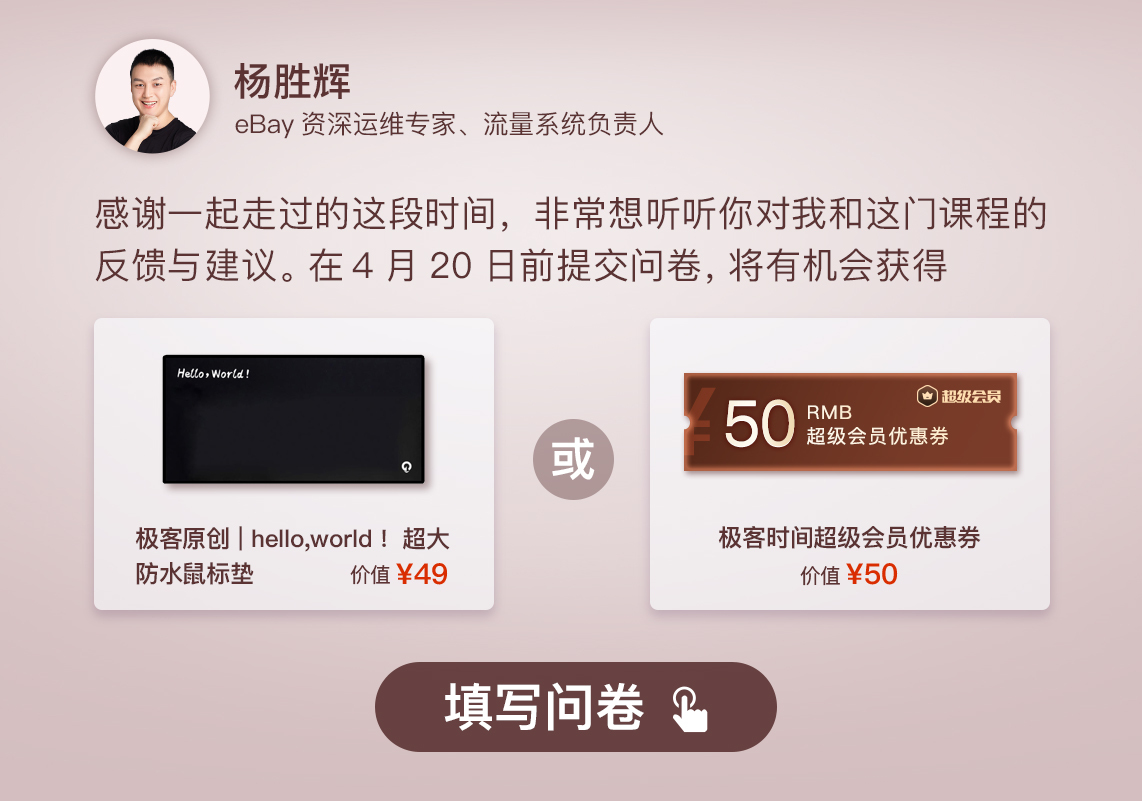 杨胜辉
eBay 资深运维专家、流量系统负责人
感谢一起走过的这段时间，非常想听听你对我和这门课程的
反馈与建议。在 4 月 20 日前提交问卷，将有机会获得
Hello,World!
或
¥50 RMB
超级会员优惠券
超级会员
极客原创 | hello,world！ 超大
防水鼠标垫 价值 ¥49
极客时间超级会员优惠券
价值 ¥50
填写问卷